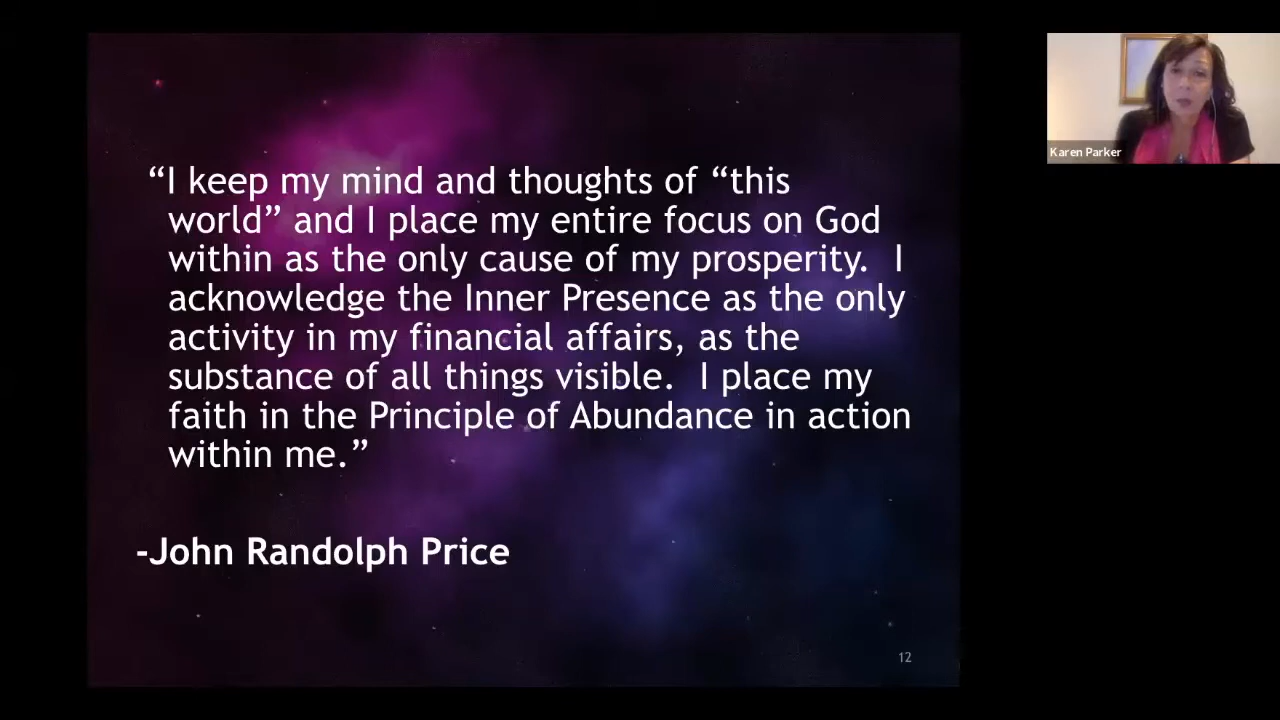 “I keep my mind and thoughts of “this
world” and I place my entire focus on God
within as the only cause of my prosperity.  I
acknowledge the Inner Presence as the only
activity in my financial affairs, as the
substance of all things visible.  I place my
faith in the Principle of Abundance in action
within me.”
-John Randolph Price
12
Karen Parker